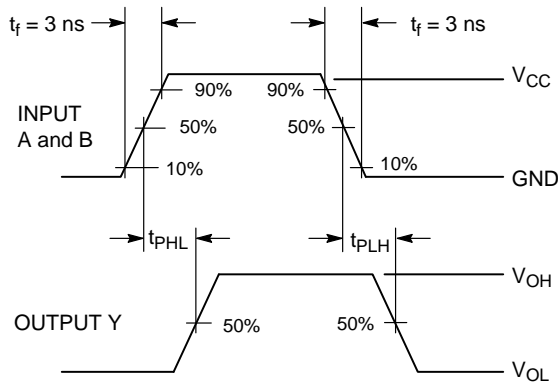 tf = 3 ns
tf = 3 ns
90%
90%
VCC
INPUT
A and B
50%
50%
10%
10%
GND
tPHL
tPLH
VOH
OUTPUT Y
50%
50%
VOL